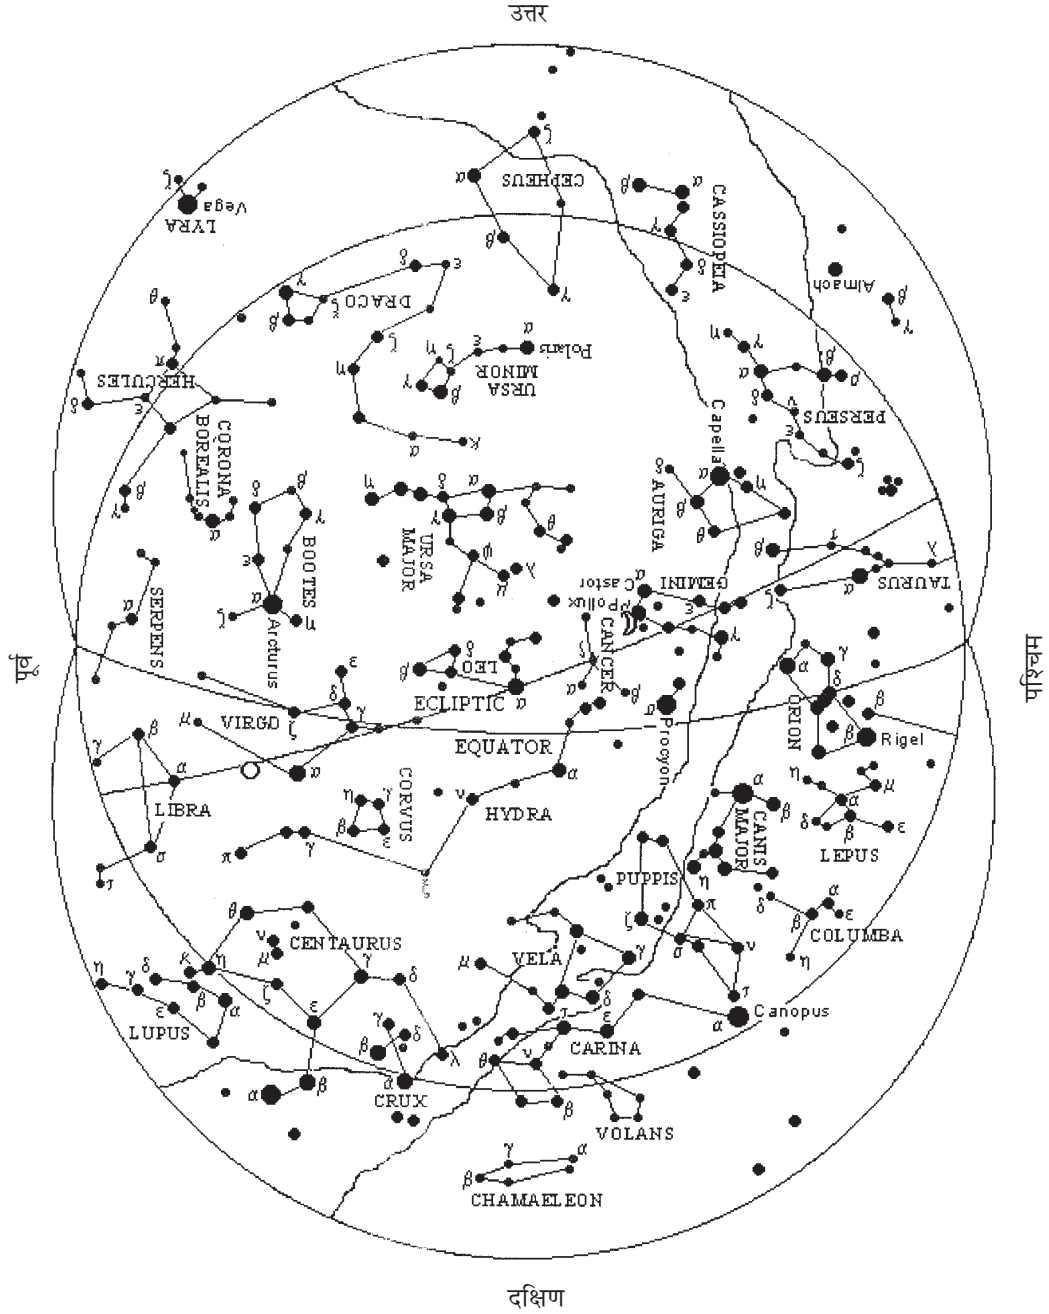 उत्तर
CEPHEUS
ζ
α
β
γ
CASSIOPEIA
β
α
γ
δ
ε
LYRA
Vega
ζ
Almach
β
γ
DRACO
γ
β
ξ
δ
ε
ζ
η
α
κ
URSA
MINOR
Polaris
α
ε
ζ
η
γ
β
HERCULES
θ
π
ε
δ
β
γ
PERSEUS
η
γ
α
β
ρ
δ
ν
ε
ζ
CORONA
BOREALIS
α
BOOTES
β
δ
γ
ε
α
Arcturus
ζ
η
URSA
MAJOR
η
δ
α
γ
β
θ
ψ
λ
μ
Capella
AURIGA
δ
α
η
β
θ
TAURUS
β
τ
λ
α
ζ
GEMINI
α
Castor
β
Pollux
ε
γ
SERPENS
α
CANCER
α
β
LEO
δ
β
α
ECLIPTIC
EQUATOR
पूर्व
पश्चिम
ORION
α
γ
δ
β
β
Rigel
α
Procyon
VIRGO
ε
δ
γ
ζ
μ
α
LIBRA
β
γ
α
σ
τ
CORVUS
η
γ
β
ε
HYDRA
α
ν
ξ
γ
π
CANIS
MAJOR
α
β
η
LEPUS
η
μ
α
δ
β
ε
PUPPIS
π
ζ
σ
ν
τ
COLUMBA
α
δ
β
ε
η
CENTAURUS
θ
ν
μ
κ
η
ζ
ε
γ
δ
λ
α
β
VELA
μ
γ
δ
LUPUS
η
γ
δ
β
α
ε
CARINA
Canopus
α
ε
ν
θ
β
CRUX
γ
δ
β
α
VOLANS
CHAMAELEON
γ
α
β
दक्षिण